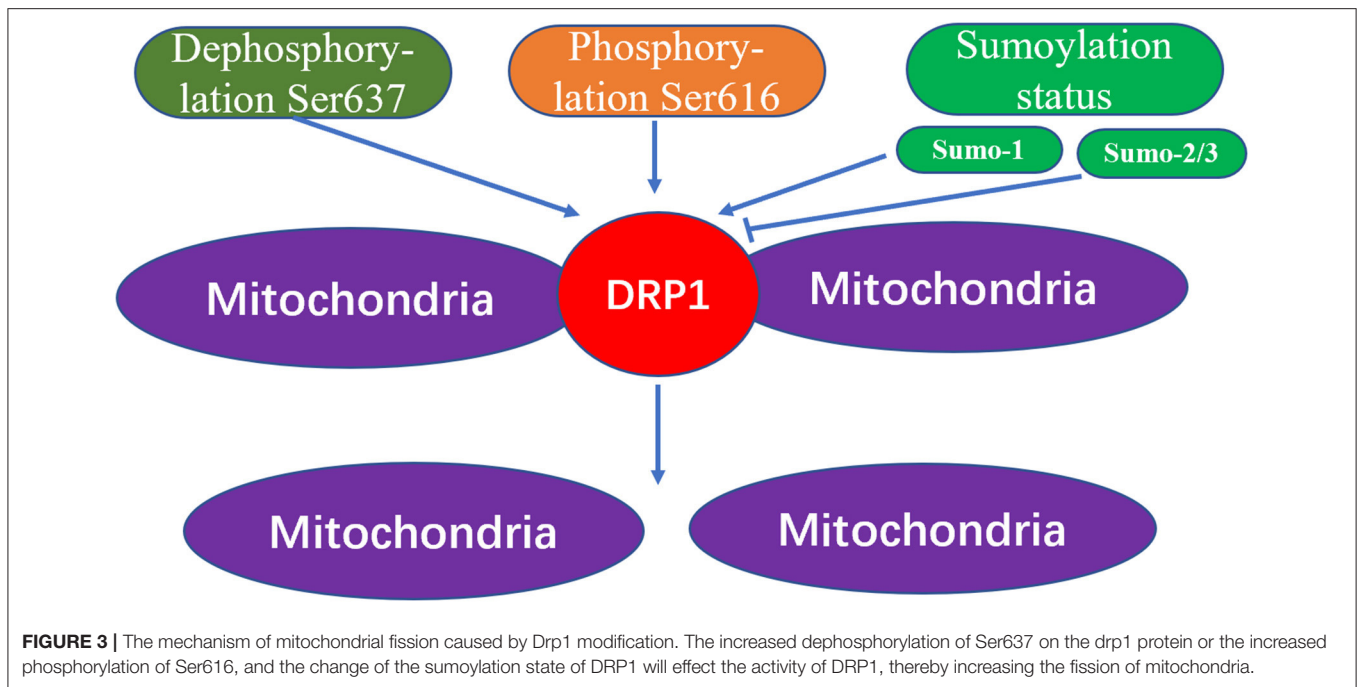 Dephosphory-
lation Ser637
Phosphory-
lation Ser616
Sumoylation
status
Sumo-1
Sumo-2/3
Mitochondria
DRP1
Mitochondria
Mitochondria
Mitochondria
FIGURE 3 | The mechanism of mitochondrial fission caused by Drp1 modification. The increased dephosphorylation of Ser637 on the drp1 protein or the increased
phosphorylation of Ser616, and the change of the sumoylation state of DRP1 will effect the activity of DRP1, thereby increasing the fission of mitochondria.